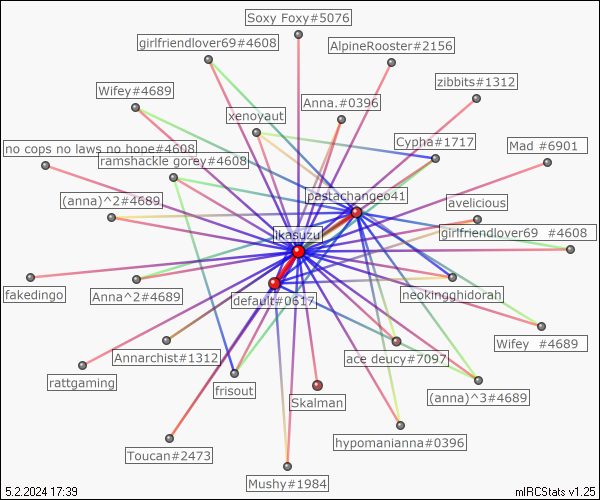 Soxy Foxy#5076
girlfriendlover69#4608
AlpineRooster#2156
zibbits#1312
Wifey#4689
Anna.#0396
xenoyaut
no cops no laws no hope#4608
Cypha#1717
Mad #6901
ramshackle gorey#4608
(anna)^2#4689
pastachangeo41
avelicious
girlfriendlover69 #4608
ikasuzu
fakedingo
Anna^2#4689
default#0617
neokingghidorah
Annarchist#1312
ace deucy#7097
Wifey #4689
rattgaming
frisout
Skalman
(anna)^3#4689
Toucan#2473
hypomanianna#0396
Mushy#1984
5.2.2024 17:39
mIRCStats v1.25